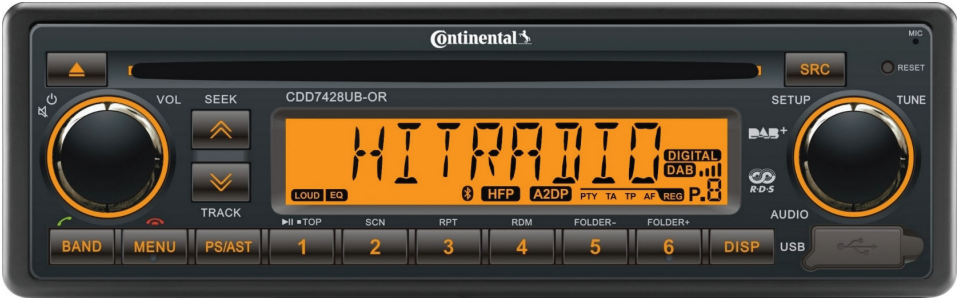 Continental
MIC
SRC
RESET
VOL
SEEK
CDD7428UB-OR
SETUP
TUNE
HITRADIO
DIGITAL
DAB
DAB+
LOUD EQ
HFP A2DP
PTY TA TP AF REG P.8
R·D·S
TRACK
AUDIO
TOP
SCN
RPT
RDM
FOLDER-
FOLDER+
BAND
MENU
PS/AST
1
2
3
4
5
6
DISP
USB